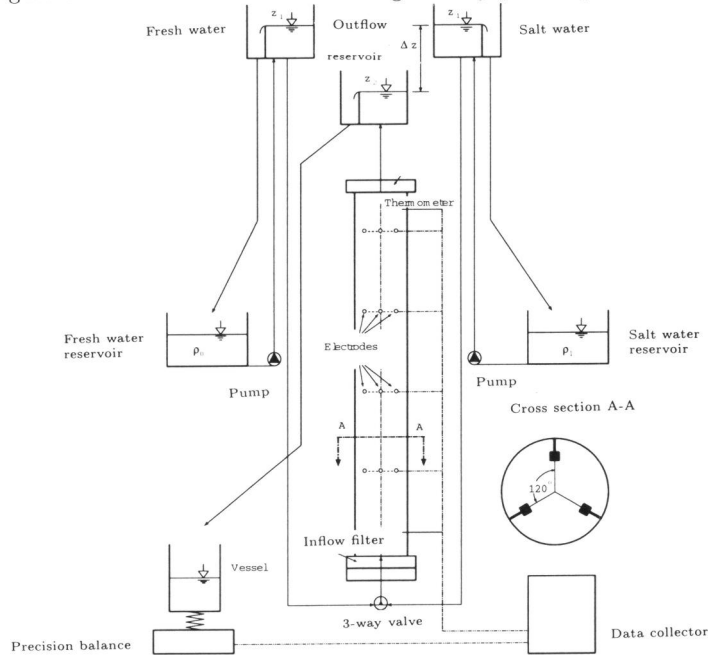 Fresh water
z i
Outflow
reservoir
z
Δz
z i
Salt water
Thermometer
Fresh water
reservoir
Electrodes
Salt water
reservoir
Pump
Pump
Cross section A-A
A
A
120°
Inflow filter
Vessel
3-way valve
Precision balance
Data collector